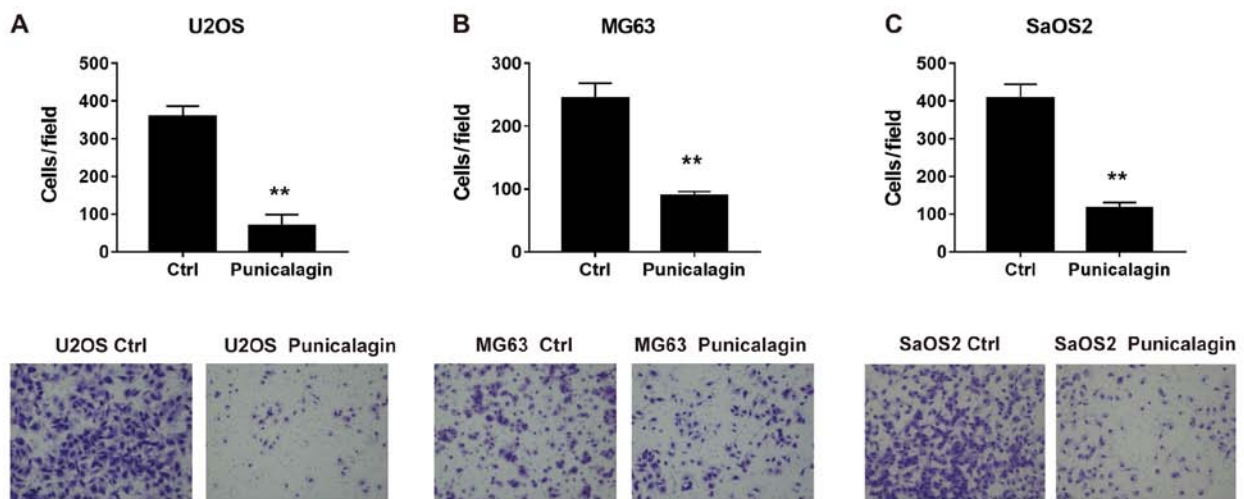 A
U2OS
Cells/field
500
400
300
200
100
0
**
Ctrl Punicalagin
B
MG63
Cells/field
300
200
100
0
**
Ctrl Punicalagin
C
SaOS2
Cells/field
500
400
300
200
100
0
**
Ctrl Punicalagin
U2OS Ctrl
U2OS Punicalagin
MG63 Ctrl
MG63 Punicalagin
SaOS2 Ctrl
SaOS2 Punicalagin